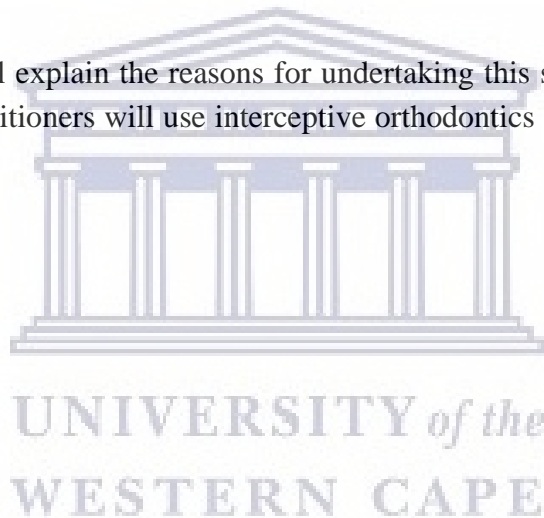 explain the reasons for undertaking this
itioners will use interceptive orthodontics
UNIVERSITY of the
WESTERN CAPE